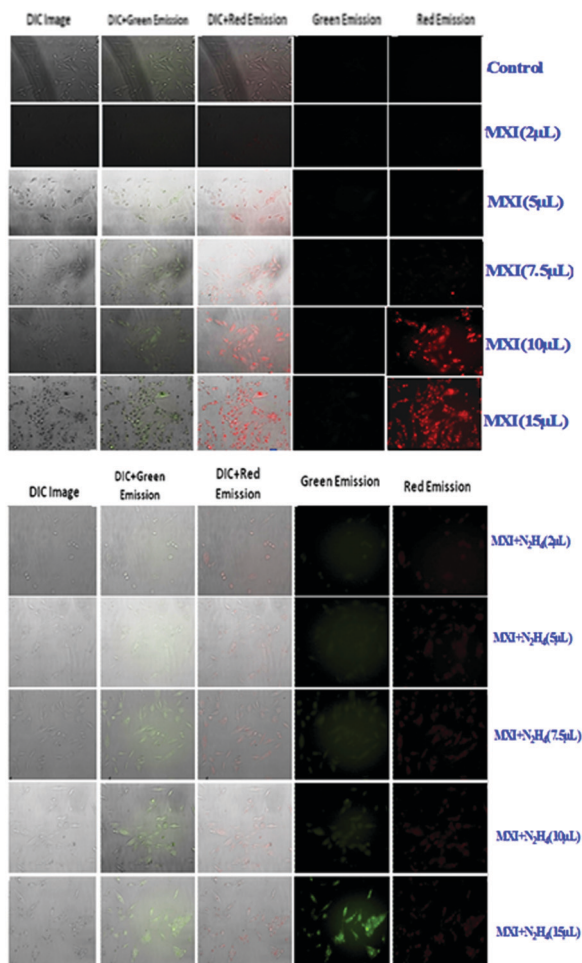 DIC Image DIC+Green Emission DIC+Red Emission Green Emission Red Emission
Control
MXI(2µL)
MXI(5µL)
MXI(7.5µL)
MXI(10µL)
MXI(15µL)
DIC Image DIC+Green Emission DIC+Red Emission Green Emission Red Emission
MXI+N₂H₄(2µL)
MXI+N₂H₄(5µL)
MXI+N₂H₄(7.5µL)
MXI+N₂H₄(10µL)
MXI+N₂H₄(15µL)